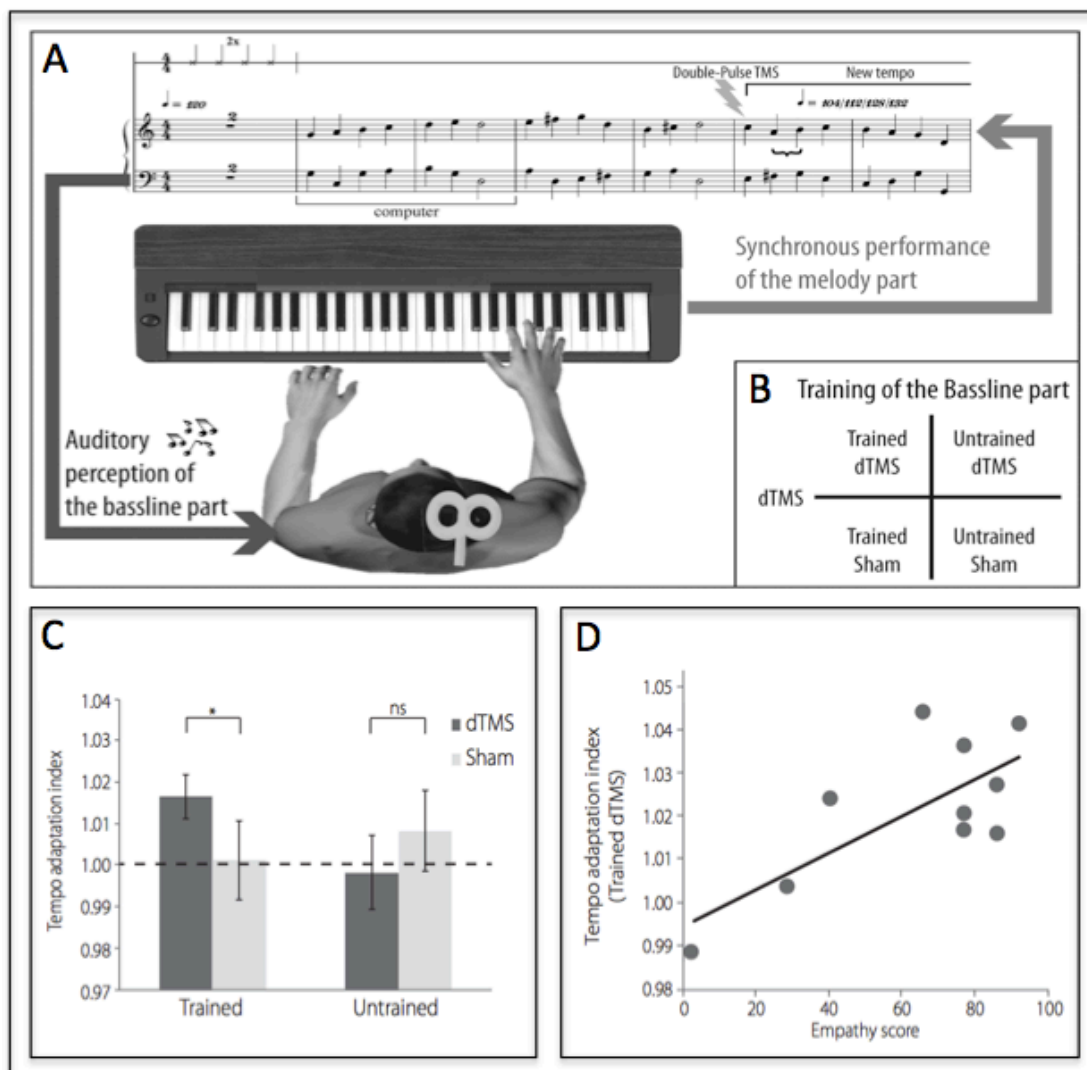 A
2x
Double-Pulse TMS
New tempo
= 120
= 104/112/128/132
4
4
2
2
computer
Synchronous performance
of the melody part
Auditory
perception of
the bassline part
B
Training of the Bassline part
Trained
dTMS
Untrained
dTMS
dTMS
Trained
Sham
Untrained
Sham
C
Tempo adaptation index
1.04
1.03
1.02
1.01
1.00
0.99
0.98
0.97
*
ns
dTMS
Sham
Trained
Untrained
D
Tempo adaptation index
(Trained dTMS)
1.05
1.04
1.03
1.02
1.01
1.00
0.99
0.98
0
20
40
60
80
100
Empathy score